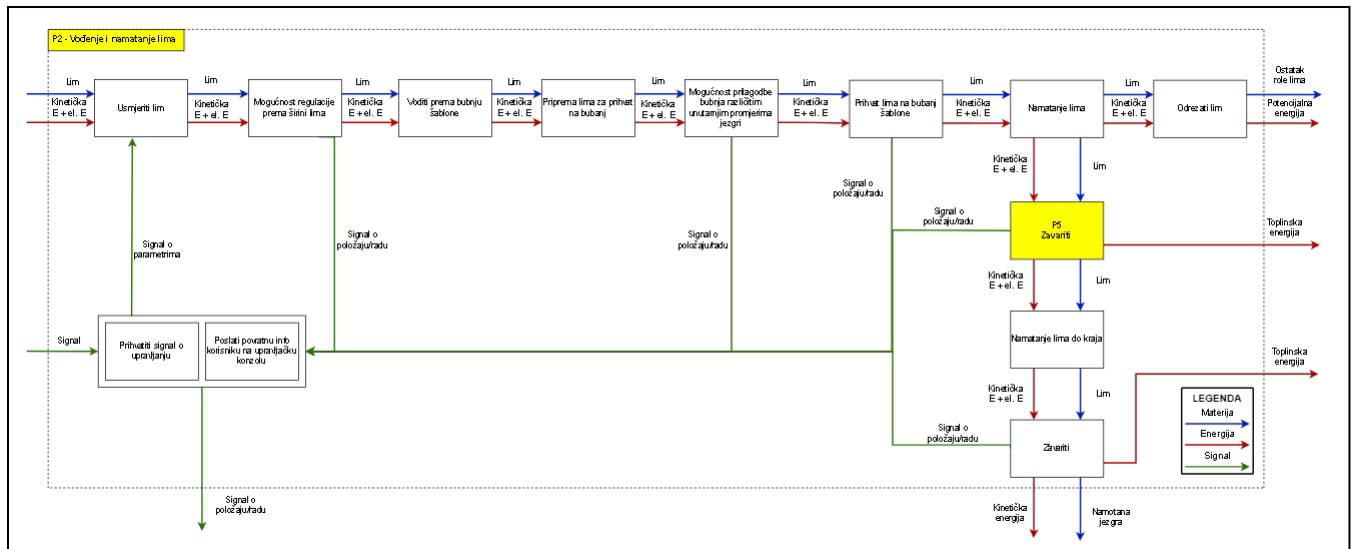 P2 - Vođenje i namatanje lima
Lim
Kinetička
E + el. E
Usmjeriti lim
Lim
Kinetička
E + el. E
Mogućnost regulacije
prema širini lima
Lim
Kinetička
E + el. E
Voditi prema bubnju
šablone
Lim
Kinetička
E + el. E
Priprema lima za prihvat
na bubanj
Lim
Kinetička
E + el. E
Mogućnost prilagodbe
bubnja različitim
unutarnjim promjerima
jezgri
Lim
Kinetička
E + el. E
Prihvat lima na bubanj
šablone
Lim
Kinetička
E + el. E
Namatanje lima
Lim
Kinetička
E + el. E
Odrezati lim
Ostatak
role lima
Potencijalna
energija
Kinetička
E + el. E
Lim
Signal o
položaju/radu
Signal o
položaju/radu
P5
Zavariti
Toplinska
energija
Signal o
parametrima
Signal o
položaju/radu
Signal o
položaju/radu
Kinetička
E + el. E
Lim
Signal
Prihvatiti signal o
upravljanju
Poslati povratnu info
korisniku na upravljačku
konzolu
Namatanje lima do kraja
Toplinska
energija
Kinetička
E + el. E
Lim
LEGENDA
Materija
Energija
Signal
Signal o
položaju/radu
Zavariti
Signal o
položaju/radu
Kinetička
energija
Namotana
jezgra